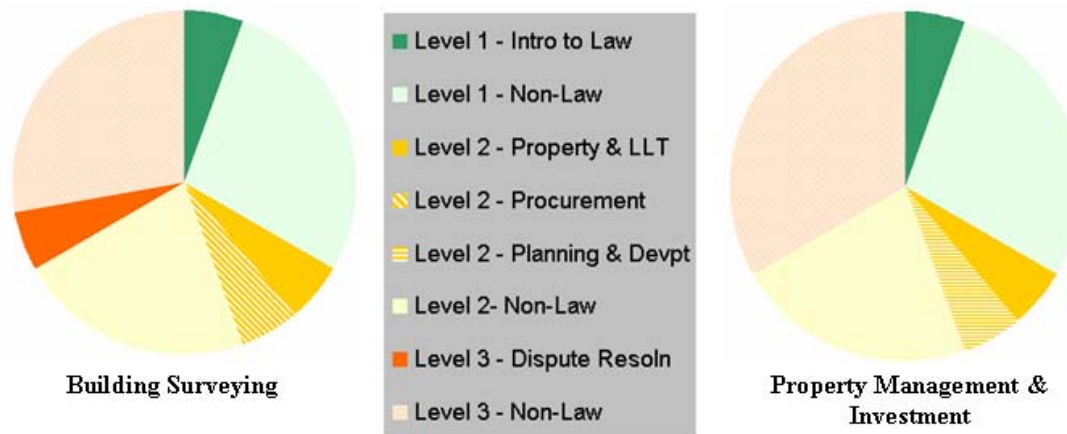 Level 1 - Intro to Law
Level 1 - Non-Law
Level 2 - Property & LLT
Level 2 - Procurement
Level 2 - Planning & Devpt
Level 2- Non-Law
Level 3 - Dispute Resoln
Level 3 - Non-Law
Building Surveying
Property Management &
Investment